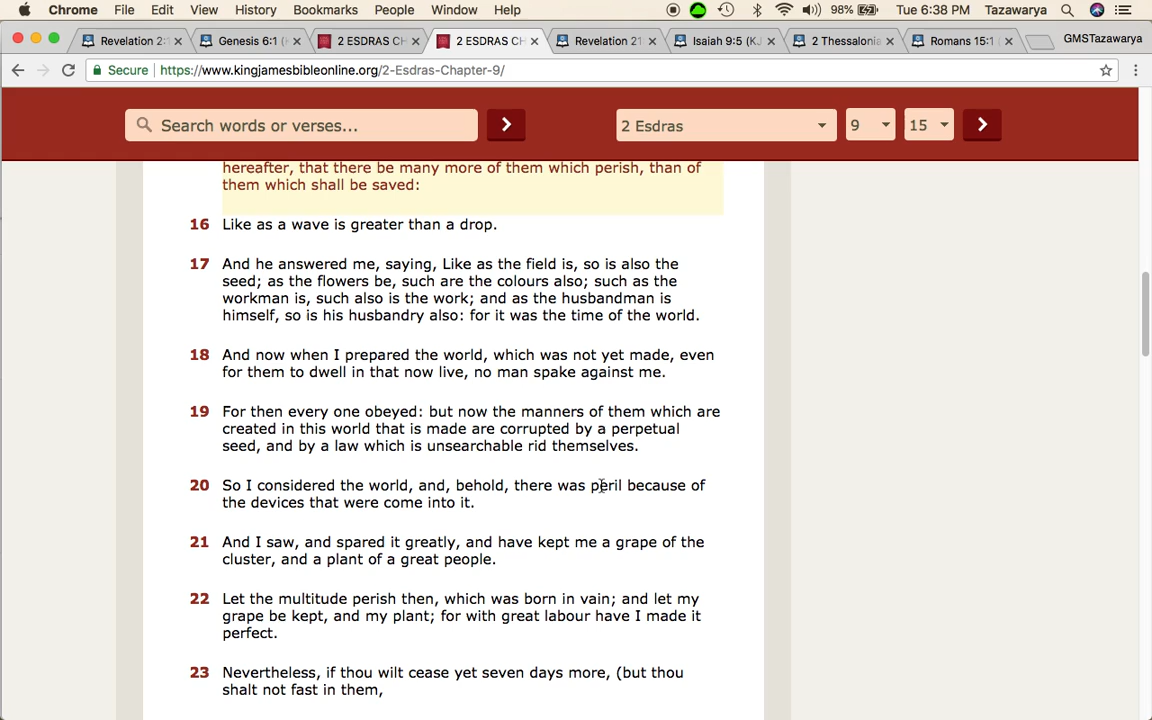 Chrome File Edit View History Bookmarks People Window Help 98% Tue 6:38 PM Tazawarya
Revelation 2:1 Genesis 6:1 ( 2 ESDRAS CH 2 ESDRAS CH Revelation 21 Isaiah 9:5 (KJ 2 Thessalonia Romans 15:1 GMSTazawarya
Secure https://www.kingjamesbibleonline.org/2-Esdras-Chapter-9/
Search words or verses... 2 Esdras 9 15
hereafter, that there be many more of them which perish, than of
them which shall be saved:
16 Like as a wave is greater than a drop.
17 And he answered me, saying, Like as the field is, so is also the
seed; as the flowers be, such are the colours also; such as the
workman is, such also is the work; and as the husbandman is
himself, so is his husbandry also: for it was the time of the world.
18 And now when I prepared the world, which was not yet made, even
for them to dwell in that now live, no man spake against me.
19 For then every one obeyed: but now the manners of them which are
created in this world that is made are corrupted by a perpetual
seed, and by a law which is unsearchable rid themselves.
20 So I considered the world, and, behold, there was peril because of
the devices that were come into it.
21 And I saw, and spared it greatly, and have kept me a grape of the
cluster, and a plant of a great people.
22 Let the multitude perish then, which was born in vain; and let my
grape be kept, and my plant; for with great labour have I made it
perfect.
23 Nevertheless, if thou wilt cease yet seven days more, (but thou
shalt not fast in them,